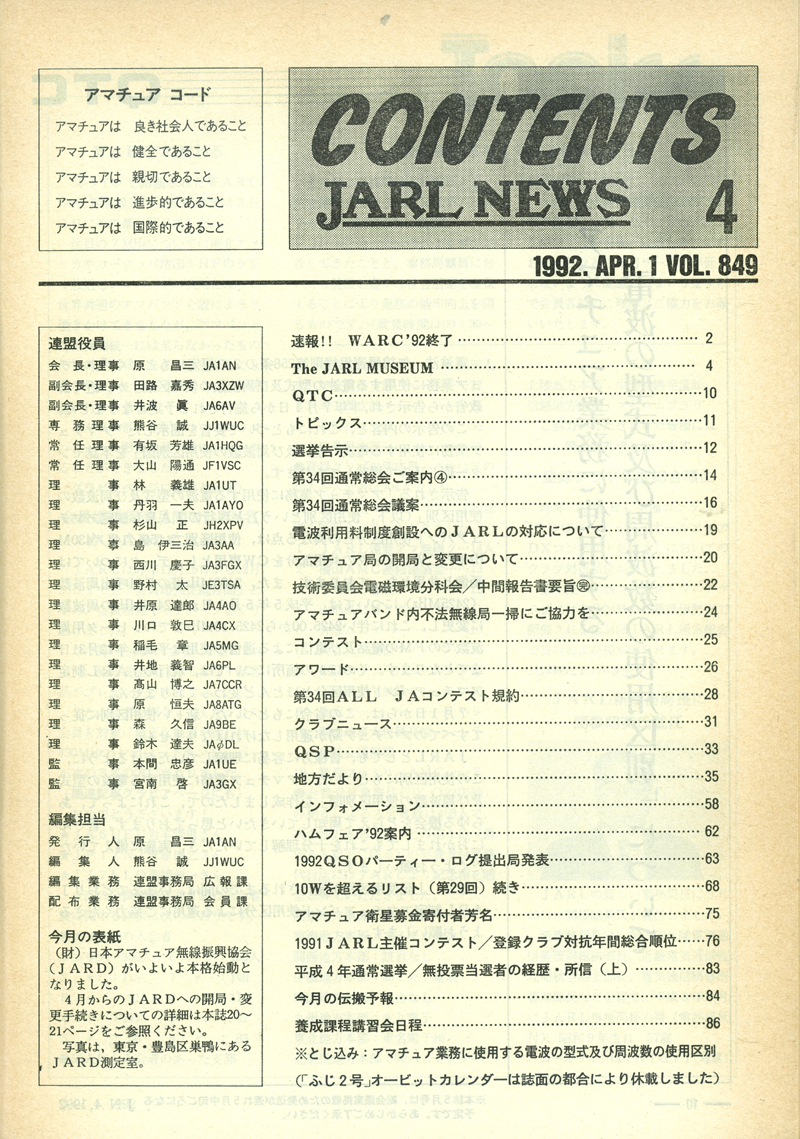 アマチュア コード
アマチュアは 良き社会人であること
アマチュアは 健全であること
アマチュアは 親切であること
アマチュアは 進歩的であること
アマチュアは 国際的であること
CONTENTS
JARL NEWS 4
1992. APR. 1 VOL. 849
連盟役員
会長・理事 原 昌三 JA1AN
副会長・理事 田路 嘉秀 JA3XZW
副会長・理事 井波 眞 JA6AV
専務理事 熊谷 誠 JJ1WUC
常任理事 有坂 芳雄 JA1HQG
常任理事 大山 陽通 JF1VSC
理事 林 義雄 JA1UT
理事 丹羽 一夫 JA1AYO
理事 杉山 正 JH2XPV
理事 島 伊三治 JA3AA
理事 西川 慶子 JA3FGX
理事 野村 太 JE3TSA
理事 井原 達郎 JA4AO
理事 川口 敦巳 JA4CX
理事 稲毛 章 JA5MG
理事 井地 義智 JA6PL
理事 髙山 博之 JA7CCR
理事 原 恒夫 JA8ATG
理事 森 久信 JA9BE
理事 鈴木 達夫 JAφDL
監事 本間 忠彦 JA1UE
監事 宮南 啓 JA3GX
編集担当
発行人 原 昌三 JA1AN
編集人 熊谷 誠 JJ1WUC
編集業務 連盟事務局 広報課
配布業務 連盟事務局 会員課
今月の表紙
(財)日本アマチュア無線振興協会
(JARD)がいよいよ本格始動と
なりました。
4月からのJARDへの開局・変
更手続きについての詳細は本誌20〜
21ページをご参照ください。
写真は、東京・豊島区巣鴨にある
JARD測定室。
速報!! WARC'92終了…2
The JARL MUSEUM…4
QTC…10
トピックス…11
選挙告示…12
第34回通常総会ご案内④…14
第34回通常総会議案…16
電波利用料制度創設へのJARLの対応について…19
アマチュア局の開局と変更について…20
技術委員会電磁環境分科会／中間報告書要旨…22
アマチュアバンド内不法無線局一掃にご協力を…24
コンテスト…25
アワード…26
第34回ALL JAコンテスト規約…28
クラブニュース…31
QSP…33
地方だより…35
インフォメーション…58
ハムフェア'92案内…62
1992QSOパーティー・ログ提出局発表…63
10Wを超えるリスト(第29回)続き…68
アマチュア衛星募金寄付者芳名…75
1991JARL主催コンテスト／登録クラブ対抗年間総合順位…76
平成4年通常選挙／無投票当選者の経歴・所信(上)…83
今月の伝搬予報…84
養成課程講習会日程…86
※とじ込み：アマチュア業務に使用する電波の型式及び周波数の使用区別
(「ふじ2号」オービットカレンダーは誌面の都合により休載しました)